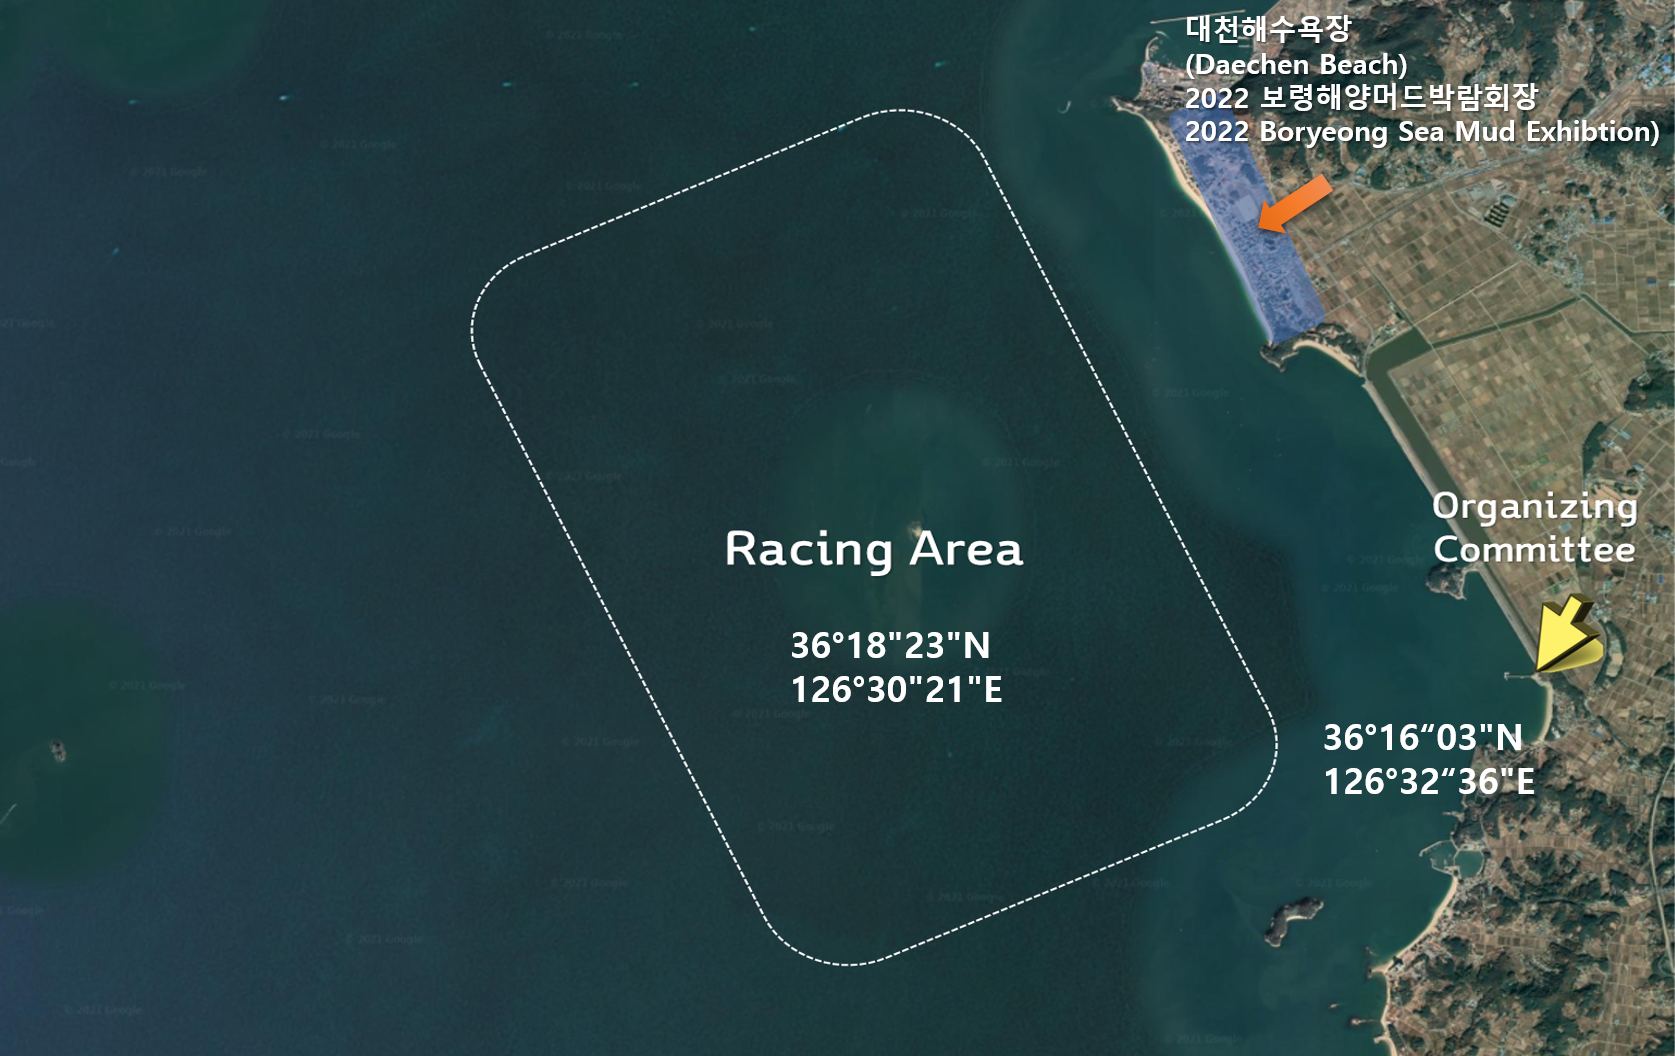 대천해수욕장
(Daechen Beach)
2022 보령해양머드박람회장
2022 Boryeong Sea Mud Exhibtion)
Organizing
Committee
Racing Area
36°18"23"N
126°30"21"E
36°16“03"N
126°32“36"E
© 2021 Google